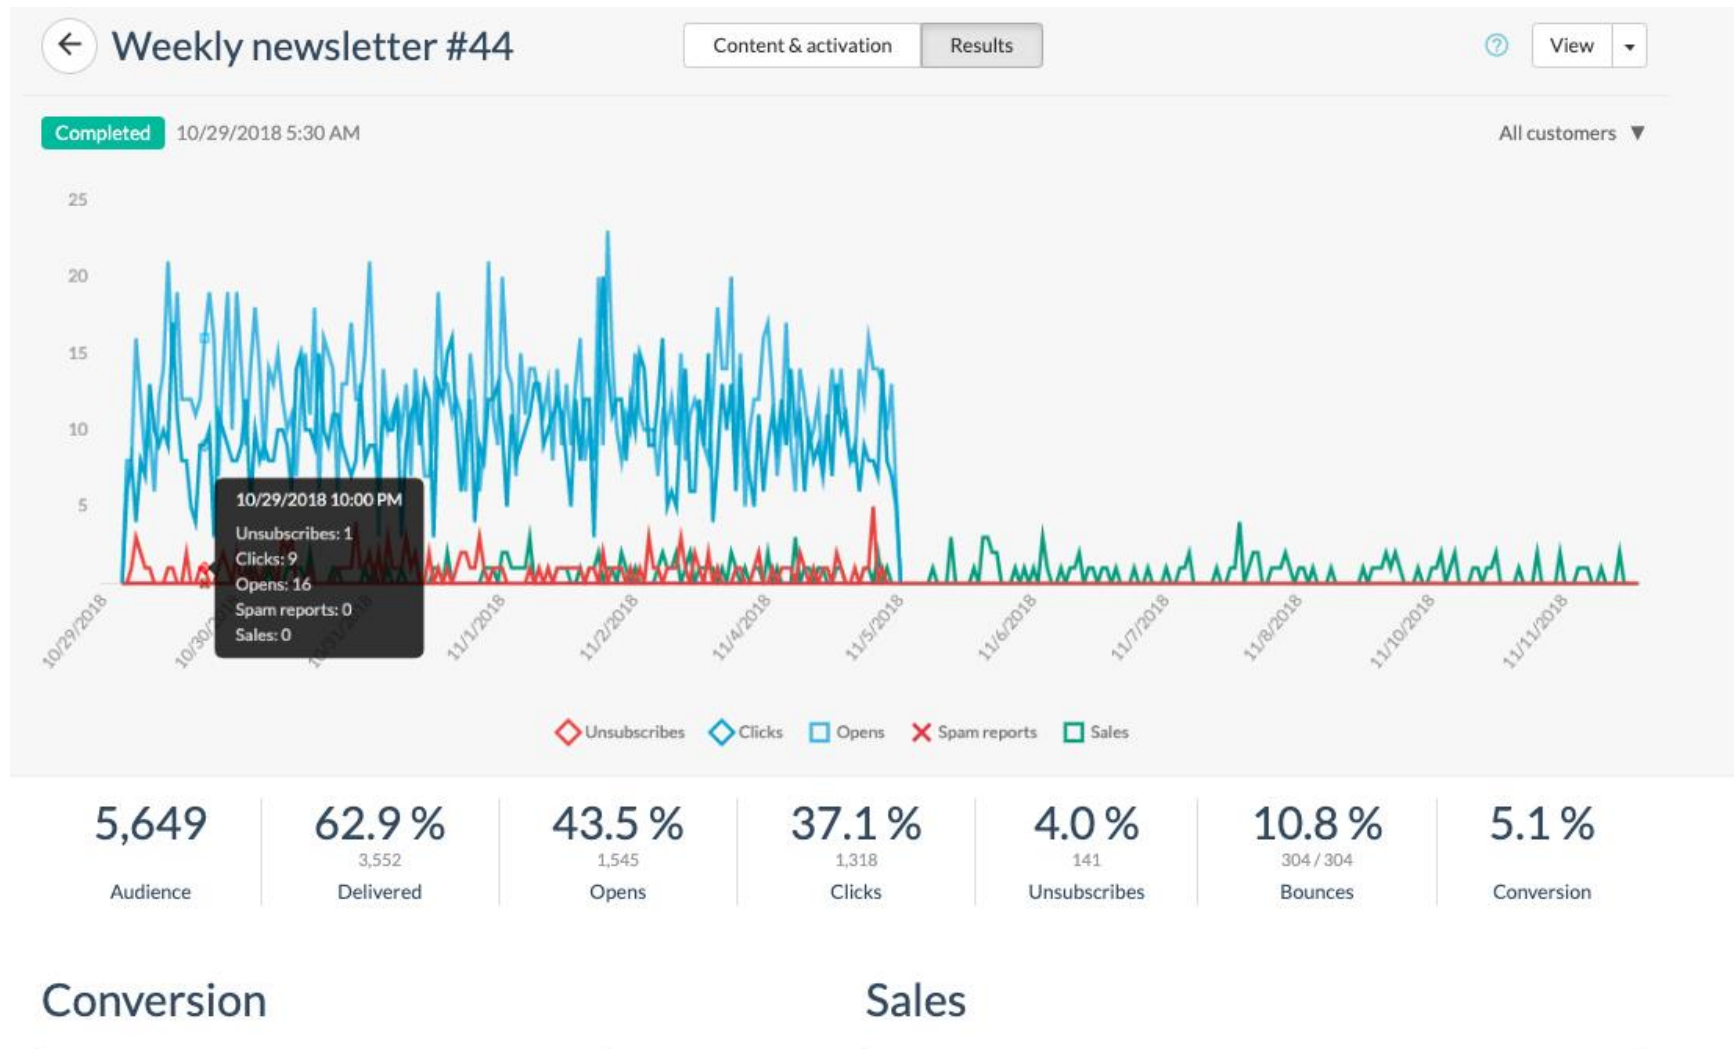 Weekly newsletter #44
Content & activation
Results
View
Completed
10/29/2018 5:30 AM
All customers
25
20
15
10
5
10/29/2018 10:00 PM
Unsubscribes: 1
Clicks: 9
Opens: 16
Spam reports: 0
Sales: 0
10/29/2018
10/30/
10/31/2018
11/1/2018
11/2/2018
11/4/2018
11/5/2018
11/6/2018
11/7/2018
11/8/2018
11/10/2018
11/11/2018
Unsubscribes
Clicks
Opens
Spam reports
Sales
5,649
Audience
62.9 %
3,552
Delivered
43.5 %
1,545
Opens
37.1 %
1,318
Clicks
4.0 %
141
Unsubscribes
10.8 %
304 / 304
Bounces
5.1 %
Conversion
Conversion
Sales